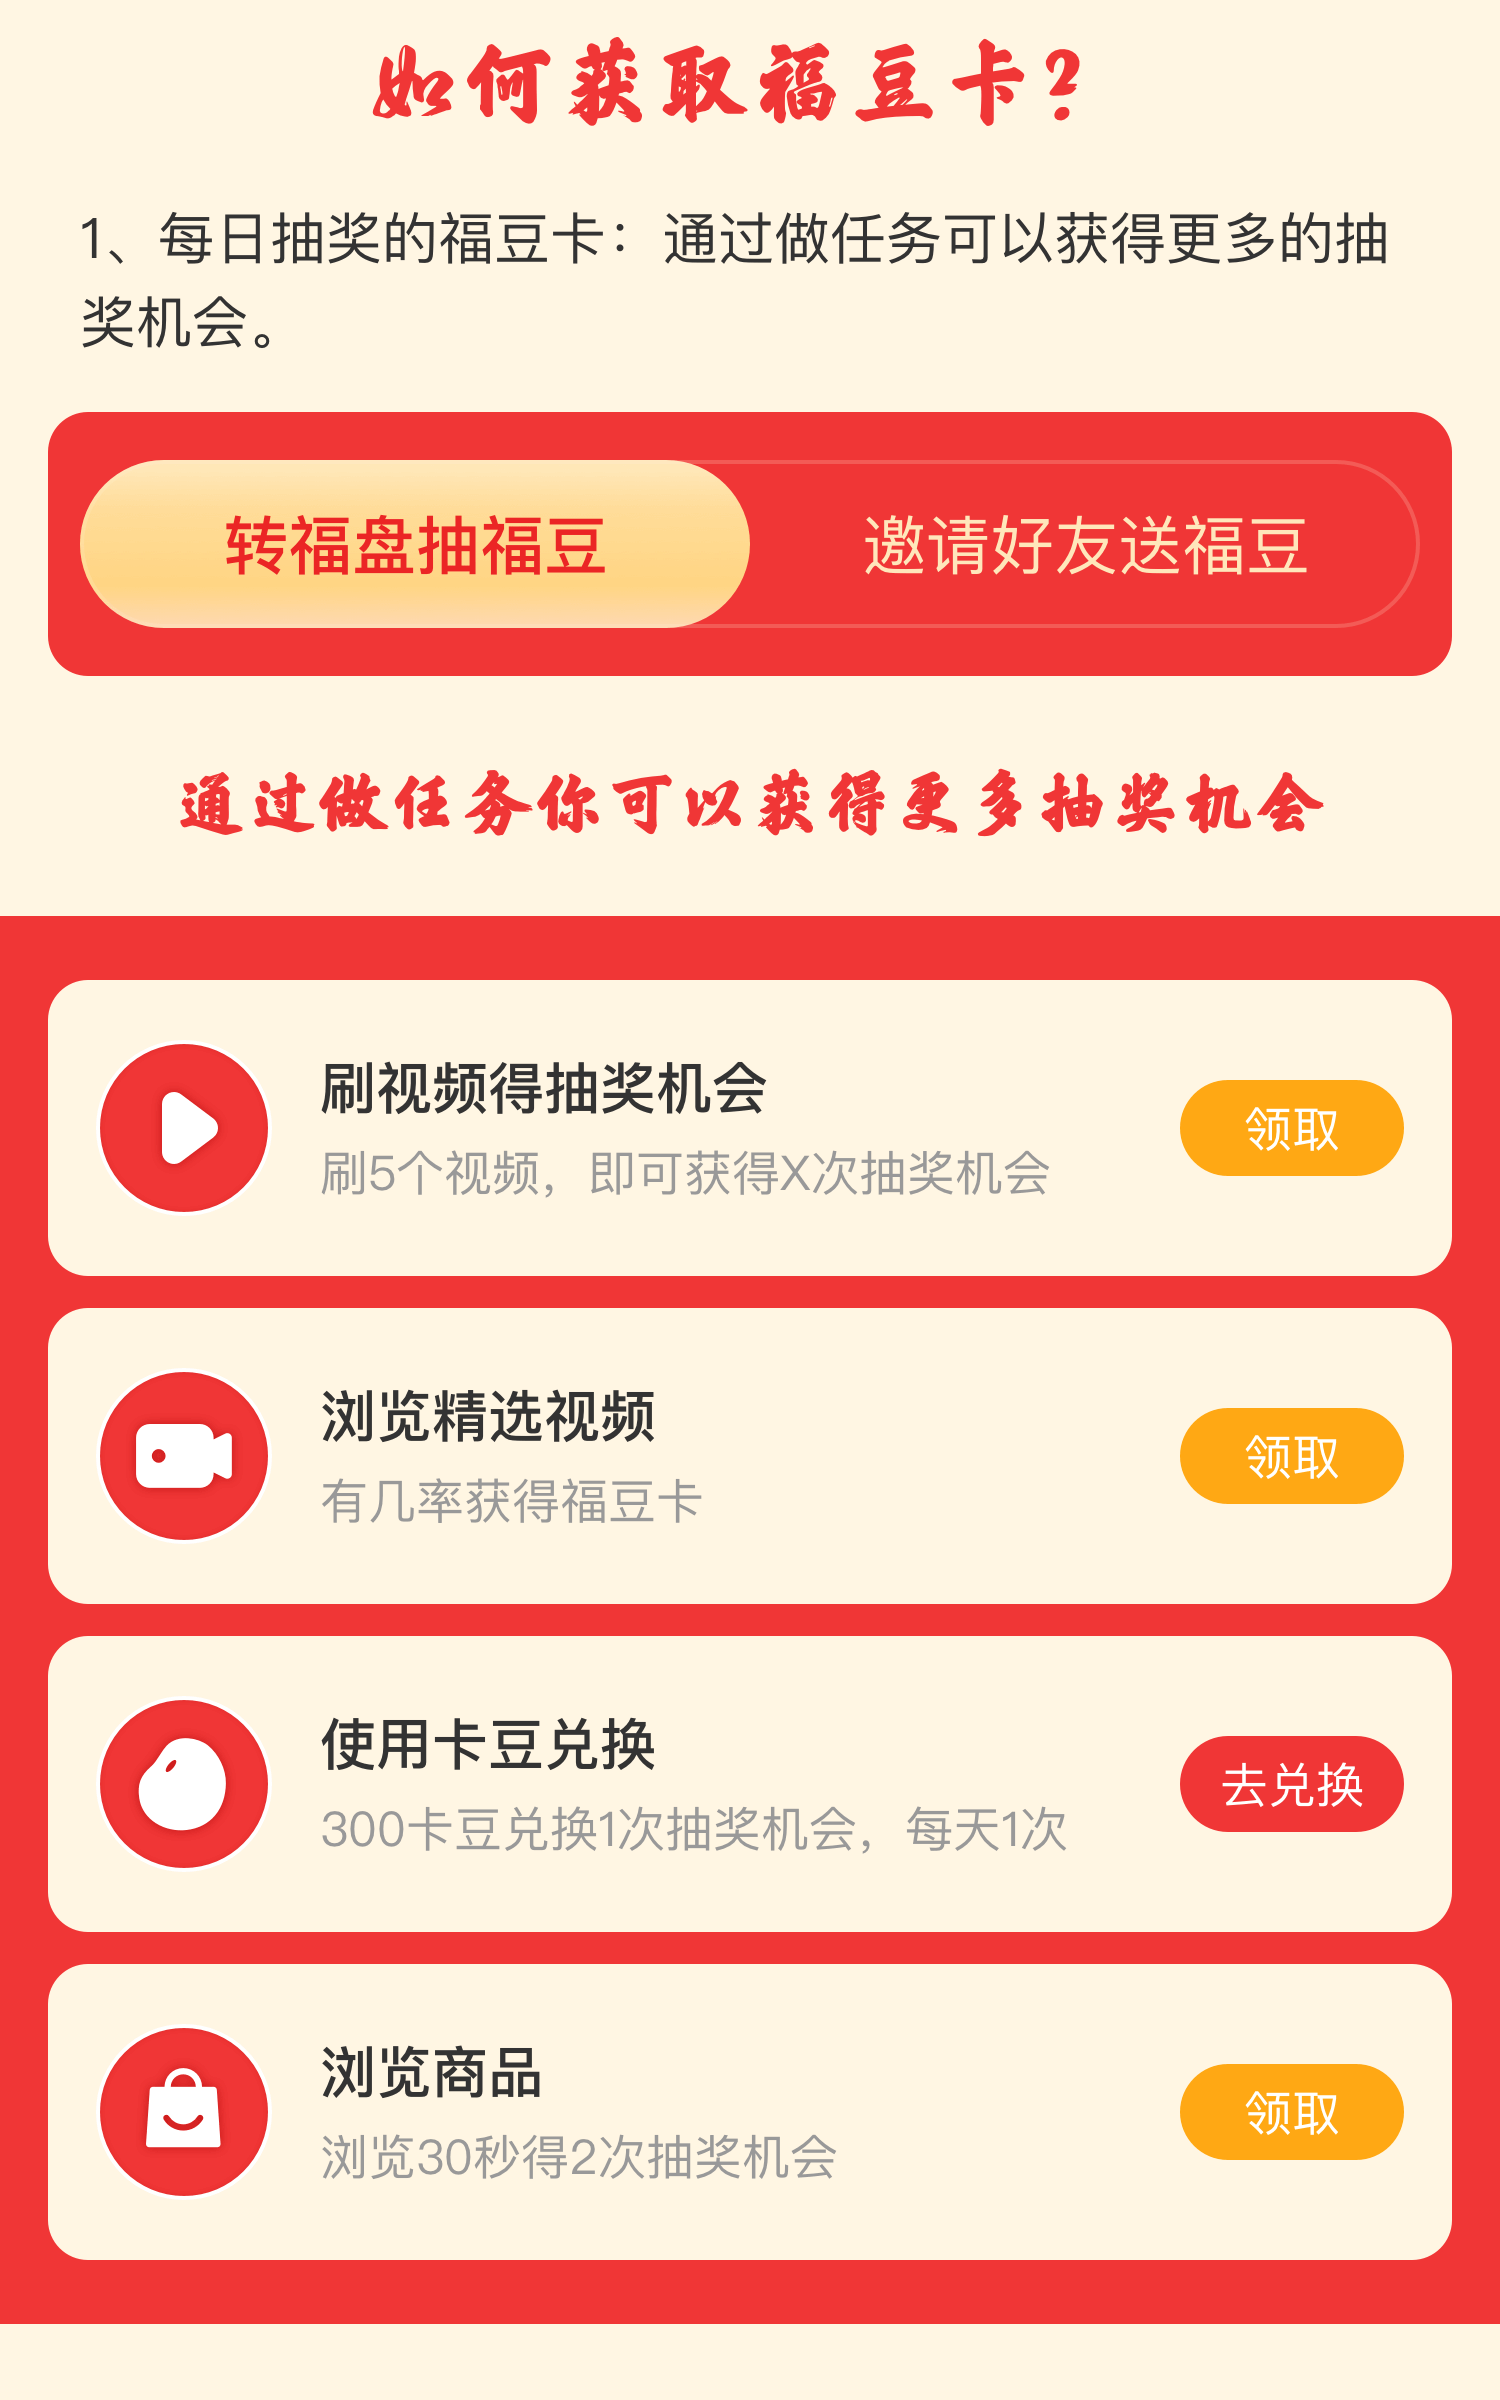 如何获取福豆卡?
1、每日抽奖的福豆卡：通过做任务可以获得更多的抽
奖机会。
转福盘抽福豆
邀请好友送福豆
通过做任务你可以获得更多抽奖机会
刷视频得抽奖机会
刷5个视频，即可获得X次抽奖机会
领取
浏览精选视频
有几率获得福豆卡
领取
使用卡豆兑换
300卡豆兑换1次抽奖机会，每天1次
去兑换
浏览商品
浏览30秒得2次抽奖机会
领取